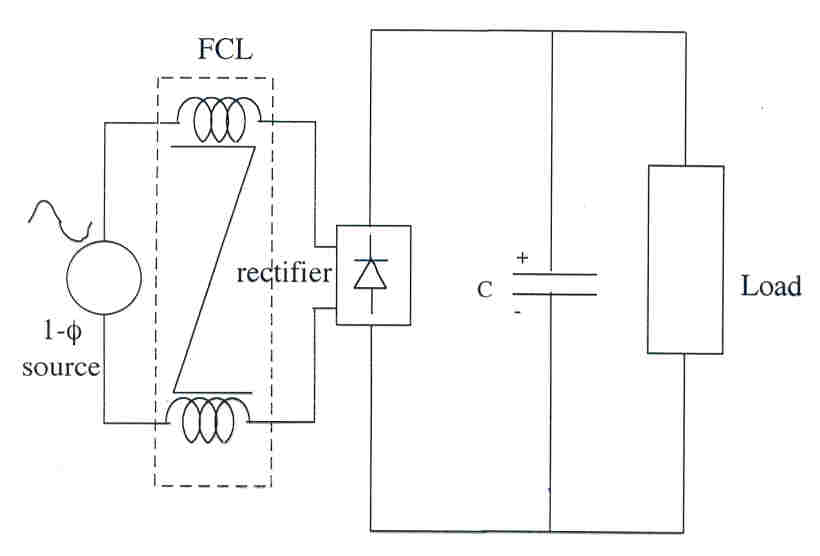 FCL
rectifier
1-ϕ
source
+
C
-
Load